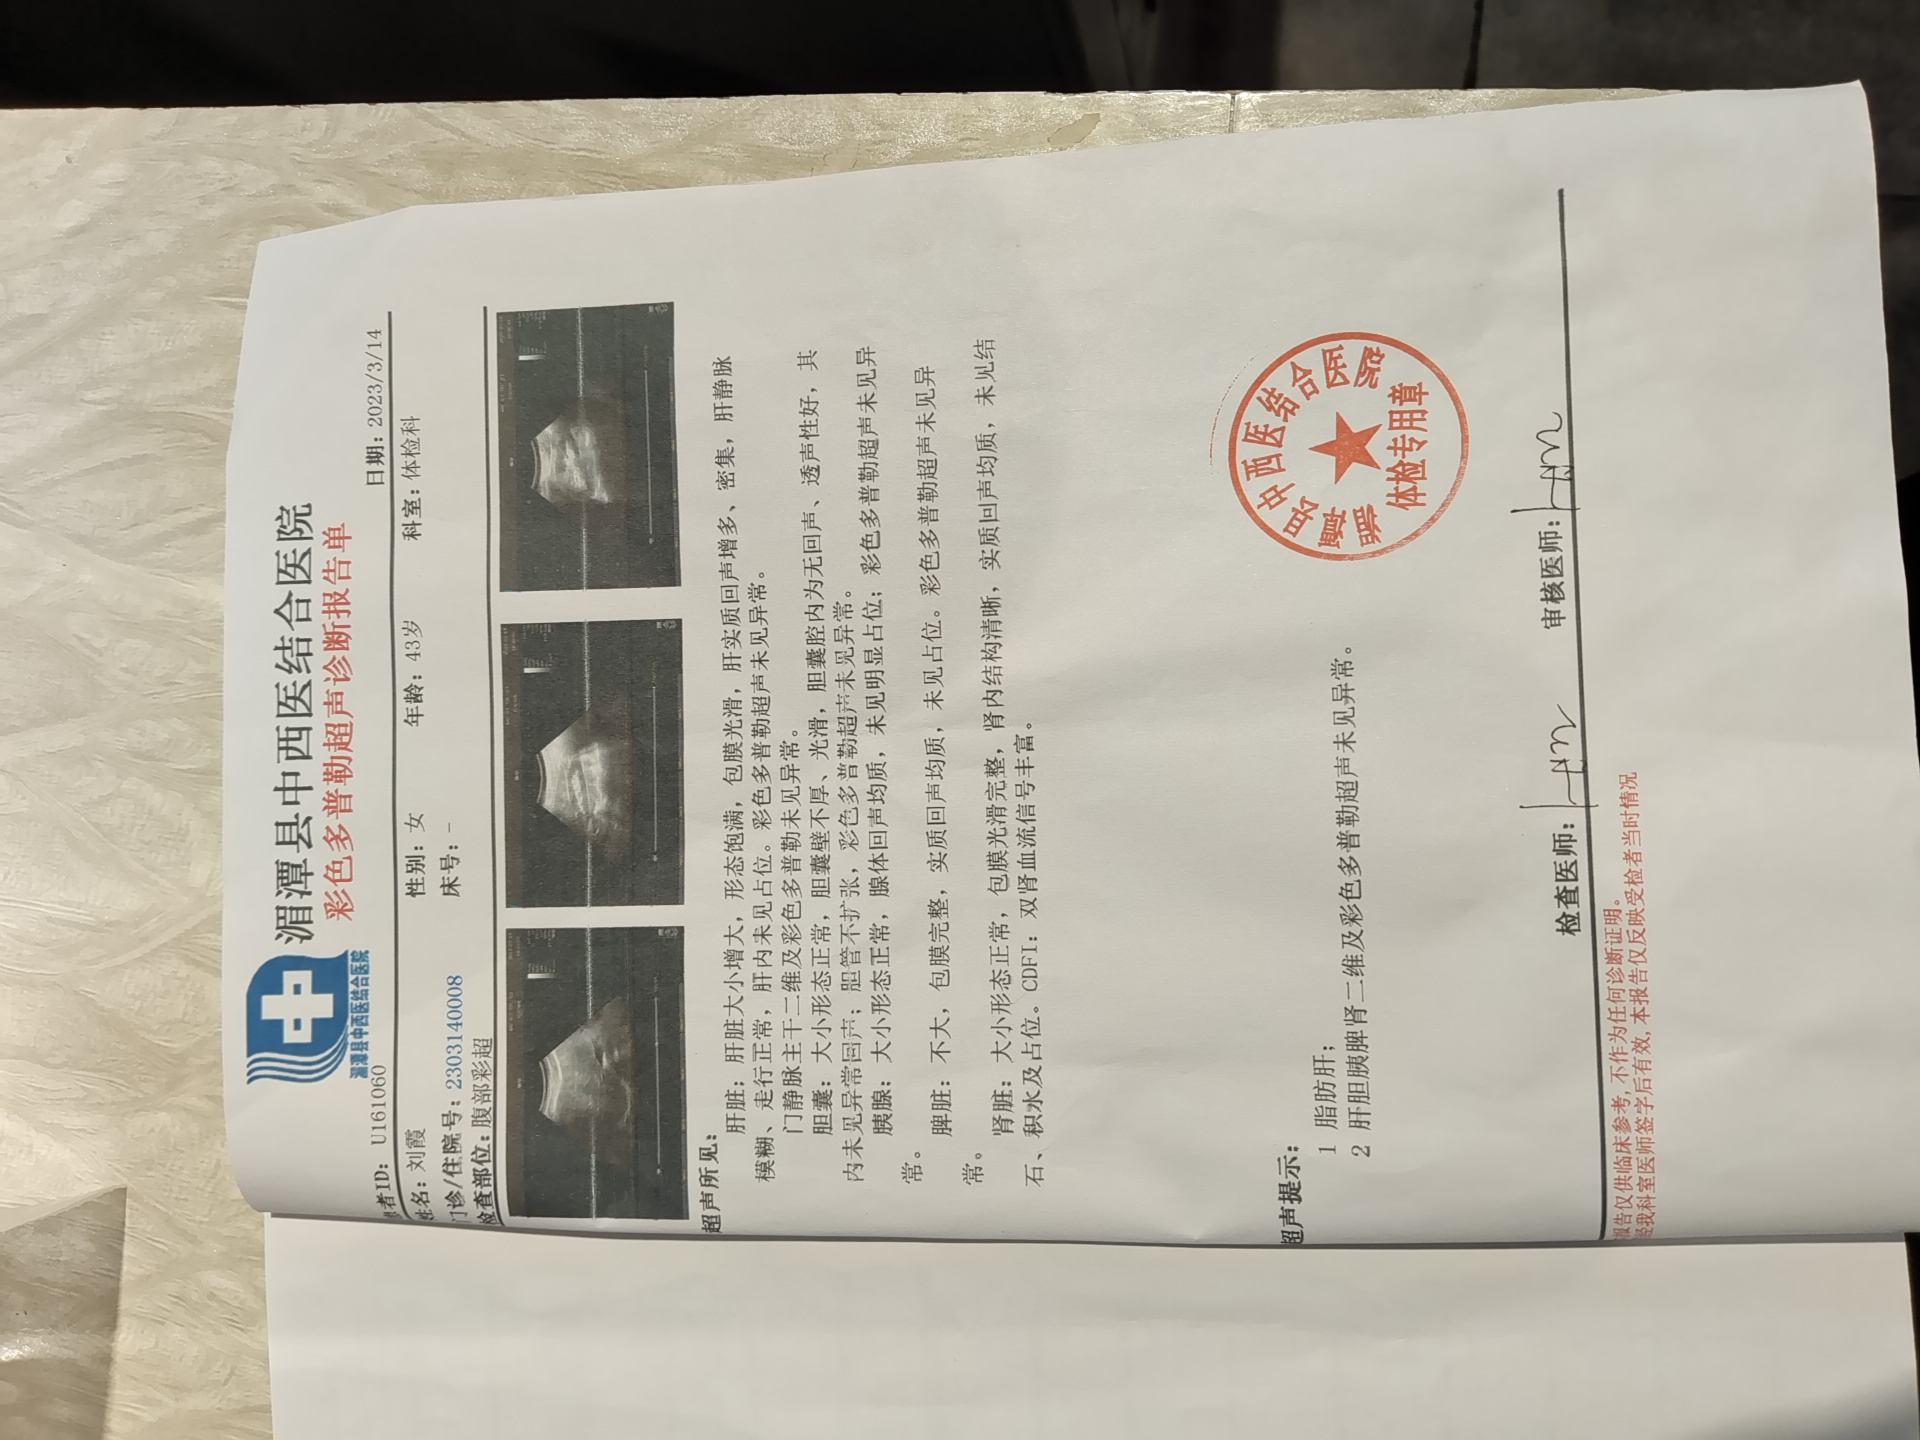 湄潭县中西医结合医院
湄潭县中西医结合医院
彩色多普勒超声诊断报告单
者ID: U161060 日期: 2023/3/14
姓名: 刘霞 性别: 女 年龄: 43岁 科室: 体检科
门诊/住院号: 2303140008 床号: -
检查部位: 腹部彩超
超声所见:
肝脏: 肝脏大小增大, 形态饱满, 包膜光滑, 肝实质回声增多、密集, 肝静脉
模糊、走行正常, 肝内未见占位。彩色多普勒超声未见异常。
门静脉主干二维及彩色多普勒未见异常。
胆囊: 大小形态正常, 胆囊壁不厚、光滑, 胆囊腔内为无回声、透声性好, 其
内未见异常回声; 胆管不扩张, 彩色多普勒超声未见异常。
胰腺: 大小形态正常, 腺体回声均质, 未见明显占位; 彩色多普勒超声未见异
常。
脾脏: 不大, 包膜完整, 实质回声均质, 未见占位。彩色多普勒超声未见异
常。
肾脏: 大小形态正常, 包膜光滑完整, 肾内结构清晰, 实质回声均质, 未见结
石、积水及占位。CDFI: 双肾血流信号丰富。
湄潭县中西医结合医院
体检专用章
超声提示:
1 脂肪肝;
2 肝胆胰脾肾二维及彩色多普勒超声未见异常。
检查医师: 审核医师:
报告仅供临床参考, 不作为任何诊断证明。
经我科室医师签字后有效, 本报告仅反映受检者当时情况